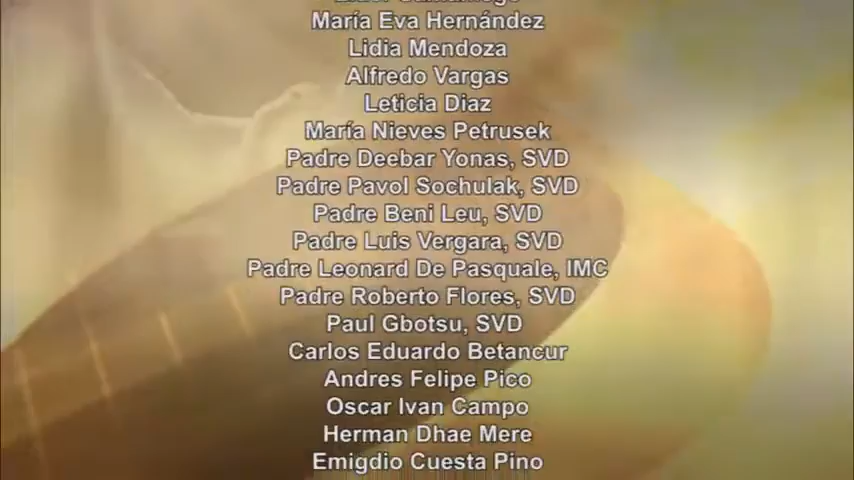 María Eva Hernández
Lidia Mendoza
Alfredo Vargas
Leticia Diaz
María Nieves Petrusek
Padre Deebar Yonas, SVD
Padre Pavol Sochulak, SVD
Padre Beni Leu, SVD
Padre Luis Vergara, SVD
Padre Leonard De Pasquale, IMC
Padre Roberto Flores, SVD
Paul Gbotsu, SVD
Carlos Eduardo Betancur
Andres Felipe Pico
Oscar Ivan Campo
Herman Dhae Mere
Emigdio Cuesta Pino